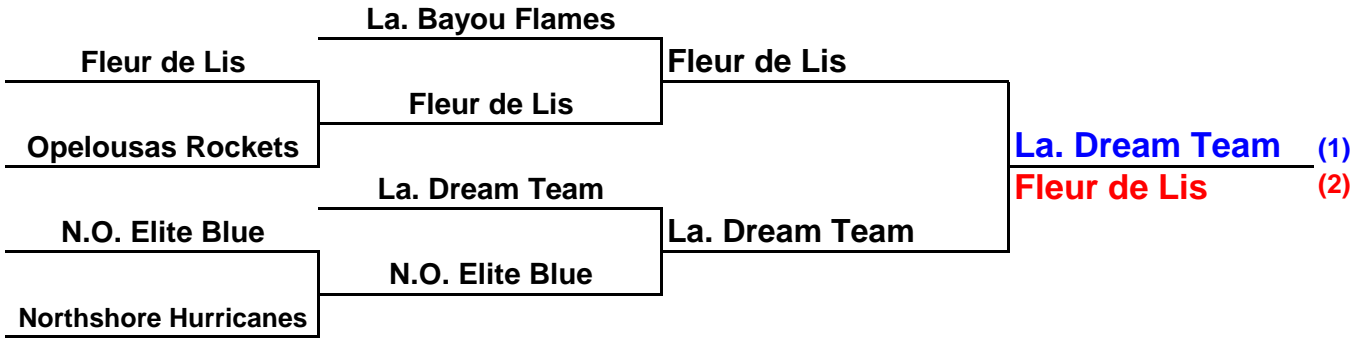 La. Bayou Flames
Fleur de Lis
Fleur de Lis
Fleur de Lis
Opelousas Rockets
La. Dream Team (1)
Fleur de Lis (2)
La. Dream Team
N.O. Elite Blue
La. Dream Team
N.O. Elite Blue
Northshore Hurricanes